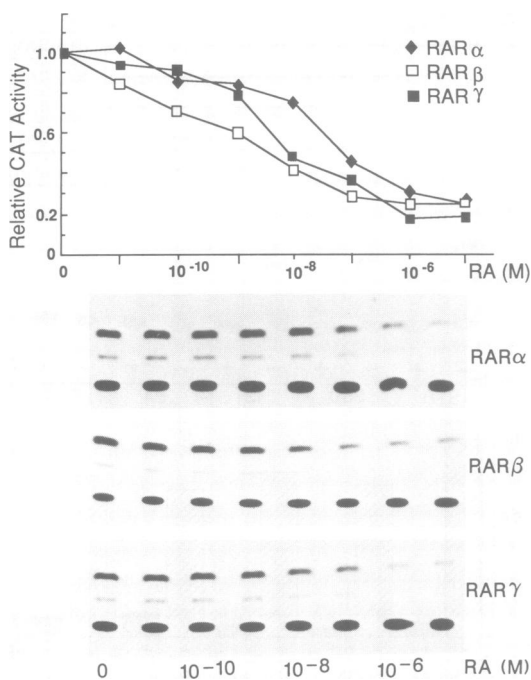 RAR α
RAR β
RAR γ
Relative CAT Activity
1.0
0.6
0.2
0
0 10⁻¹⁰ 10⁻⁸ 10⁻⁶ RA (M)
RARα
RARβ
RARγ
0 10⁻¹⁰ 10⁻⁸ 10⁻⁶ RA (M)